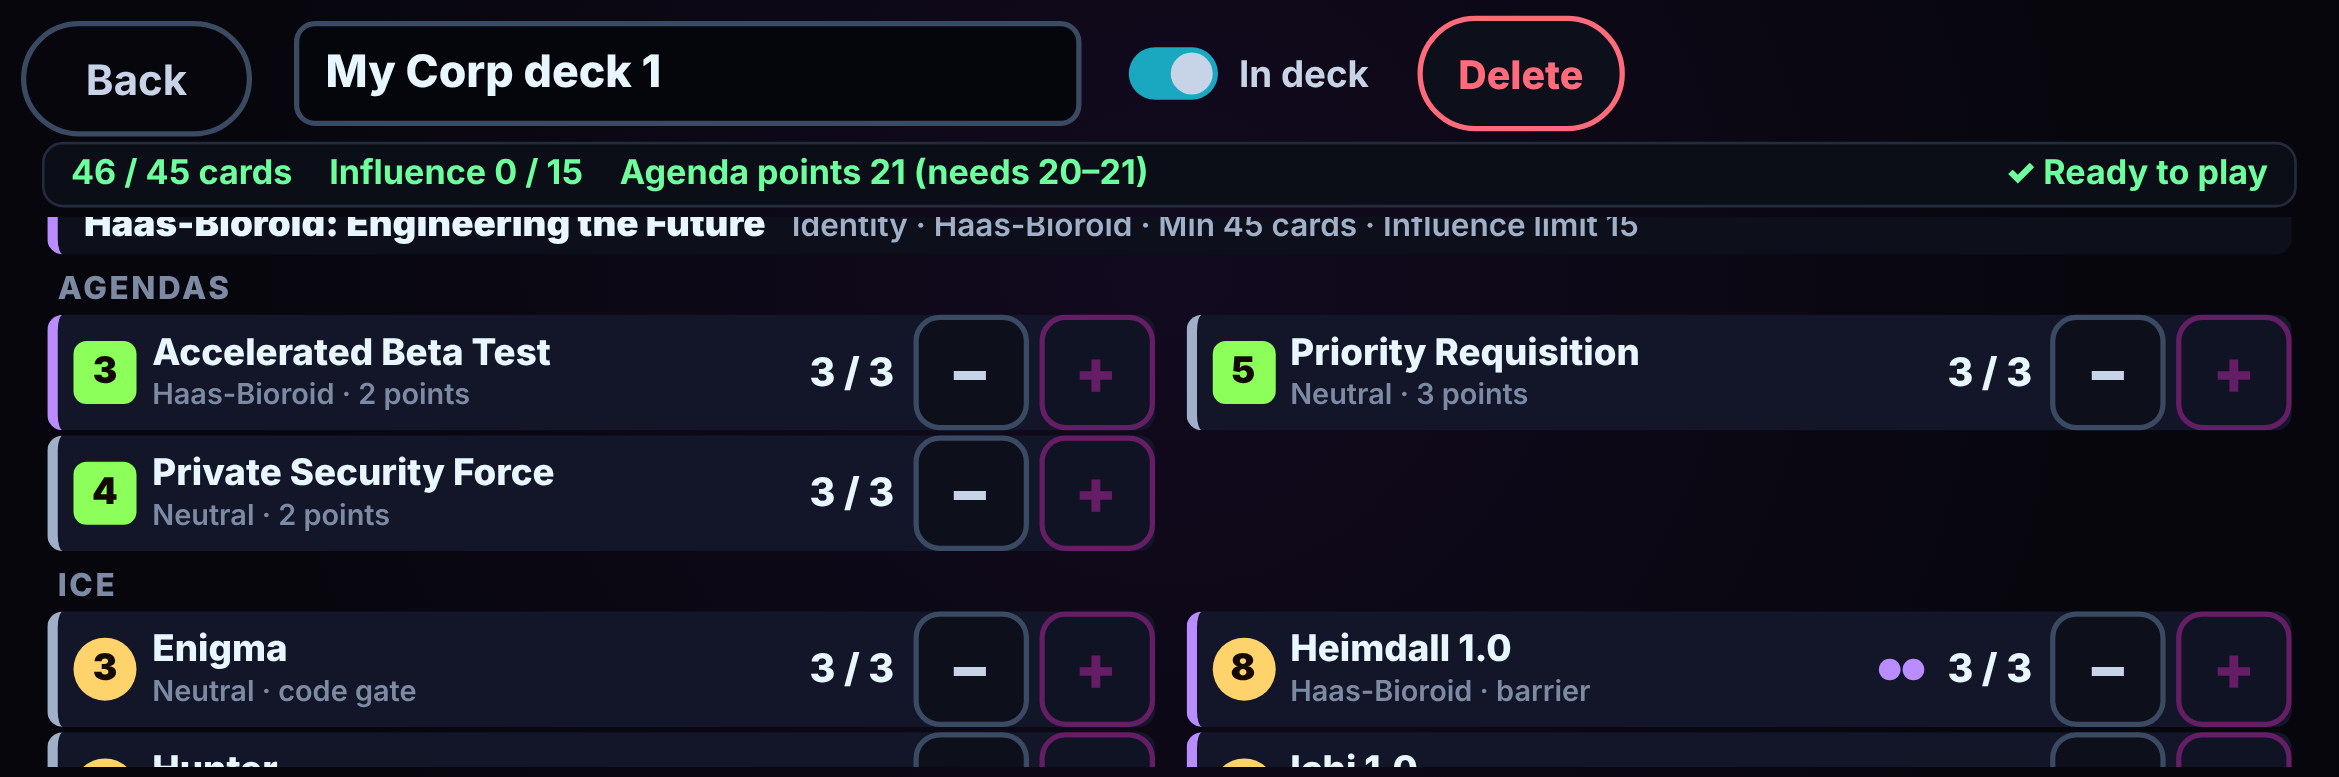 Back
My Corp deck 1
In deck
Delete
46 / 45 cards Influence 0 / 15 Agenda points 21 (needs 20–21) ✓ Ready to play
Haas-Bioroid: Engineering the Future Identity · Haas-Bioroid · Min 45 cards · Influence limit 15
AGENDAS
3 Accelerated Beta Test
Haas-Bioroid · 2 points
3 / 3 − +
5 Priority Requisition
Neutral · 3 points
3 / 3 − +
4 Private Security Force
Neutral · 2 points
3 / 3 − +
ICE
3 Enigma
Neutral · code gate
3 / 3 − +
8 Heimdall 1.0
Haas-Bioroid · barrier
3 / 3 − +
Hunter
Ichi 1.0